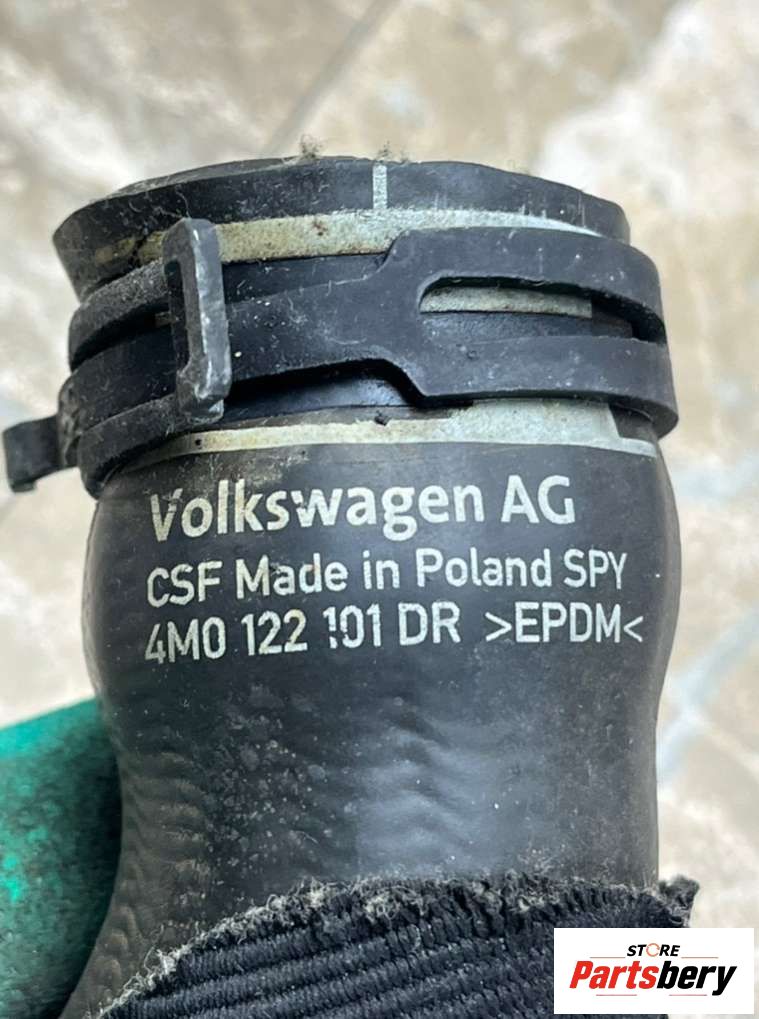 Volkswagen AG
CSF Made in Poland SPY
4M0 122 101 DR >EPDM<
STORE
Partsbery